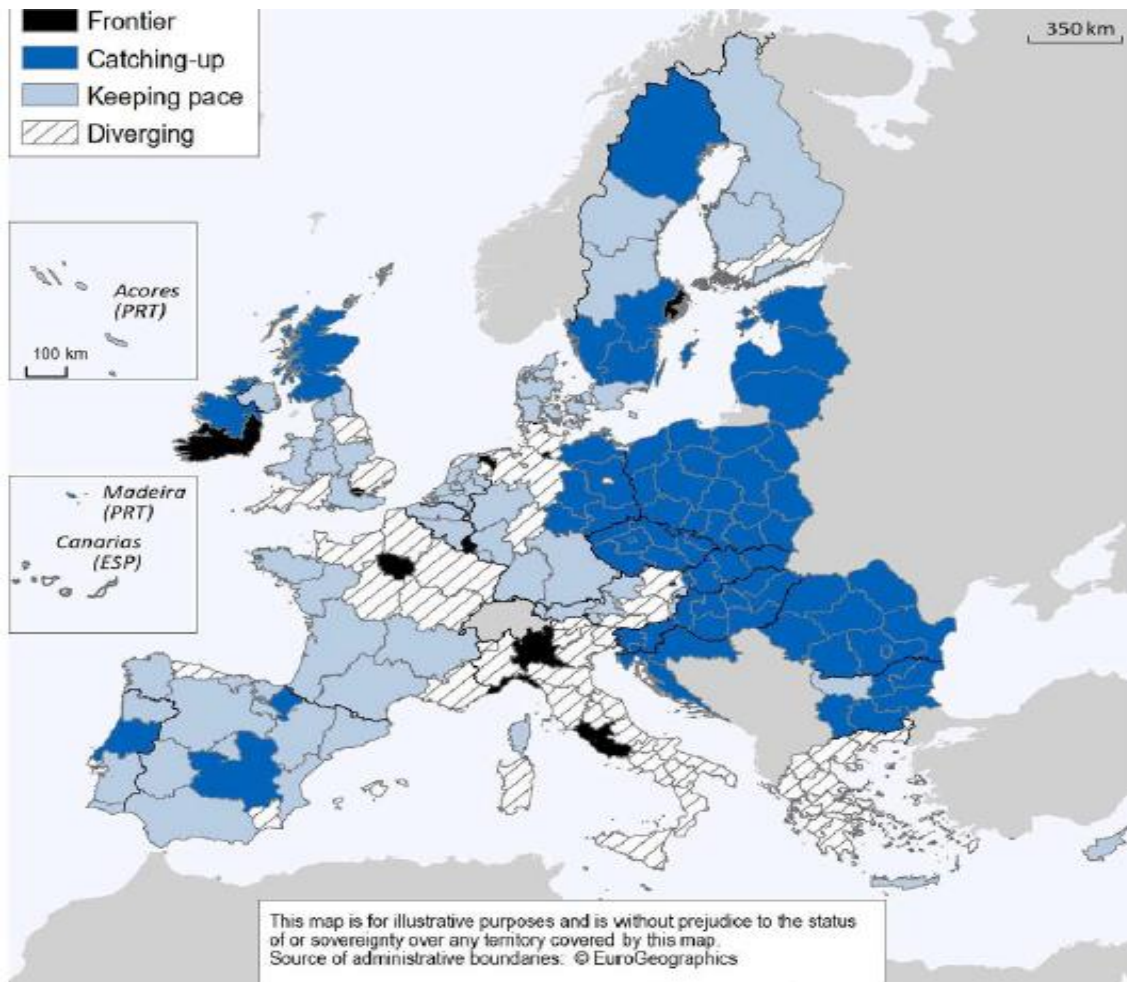 Frontier
350 km
Catching-up
Keeping pace
Diverging
Acores
(PRT)
100 km
Madeira
(PRT)
Canarias
(ESP)
This map is for illustrative purposes and is without prejudice to the status
of or sovereignty over any territory covered by this map.
Source of administrative boundaries: © EuroGeographics